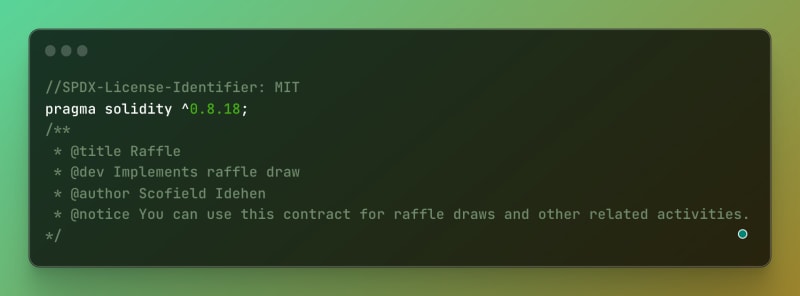 //SPDX-License-Identifier: MIT
pragma solidity ^0.8.18;
/**
 * @title Raffle
 * @dev Implements raffle draw
 * @author Scofield Idehen
 * @notice You can use this contract for raffle draws and other related activities.
*/